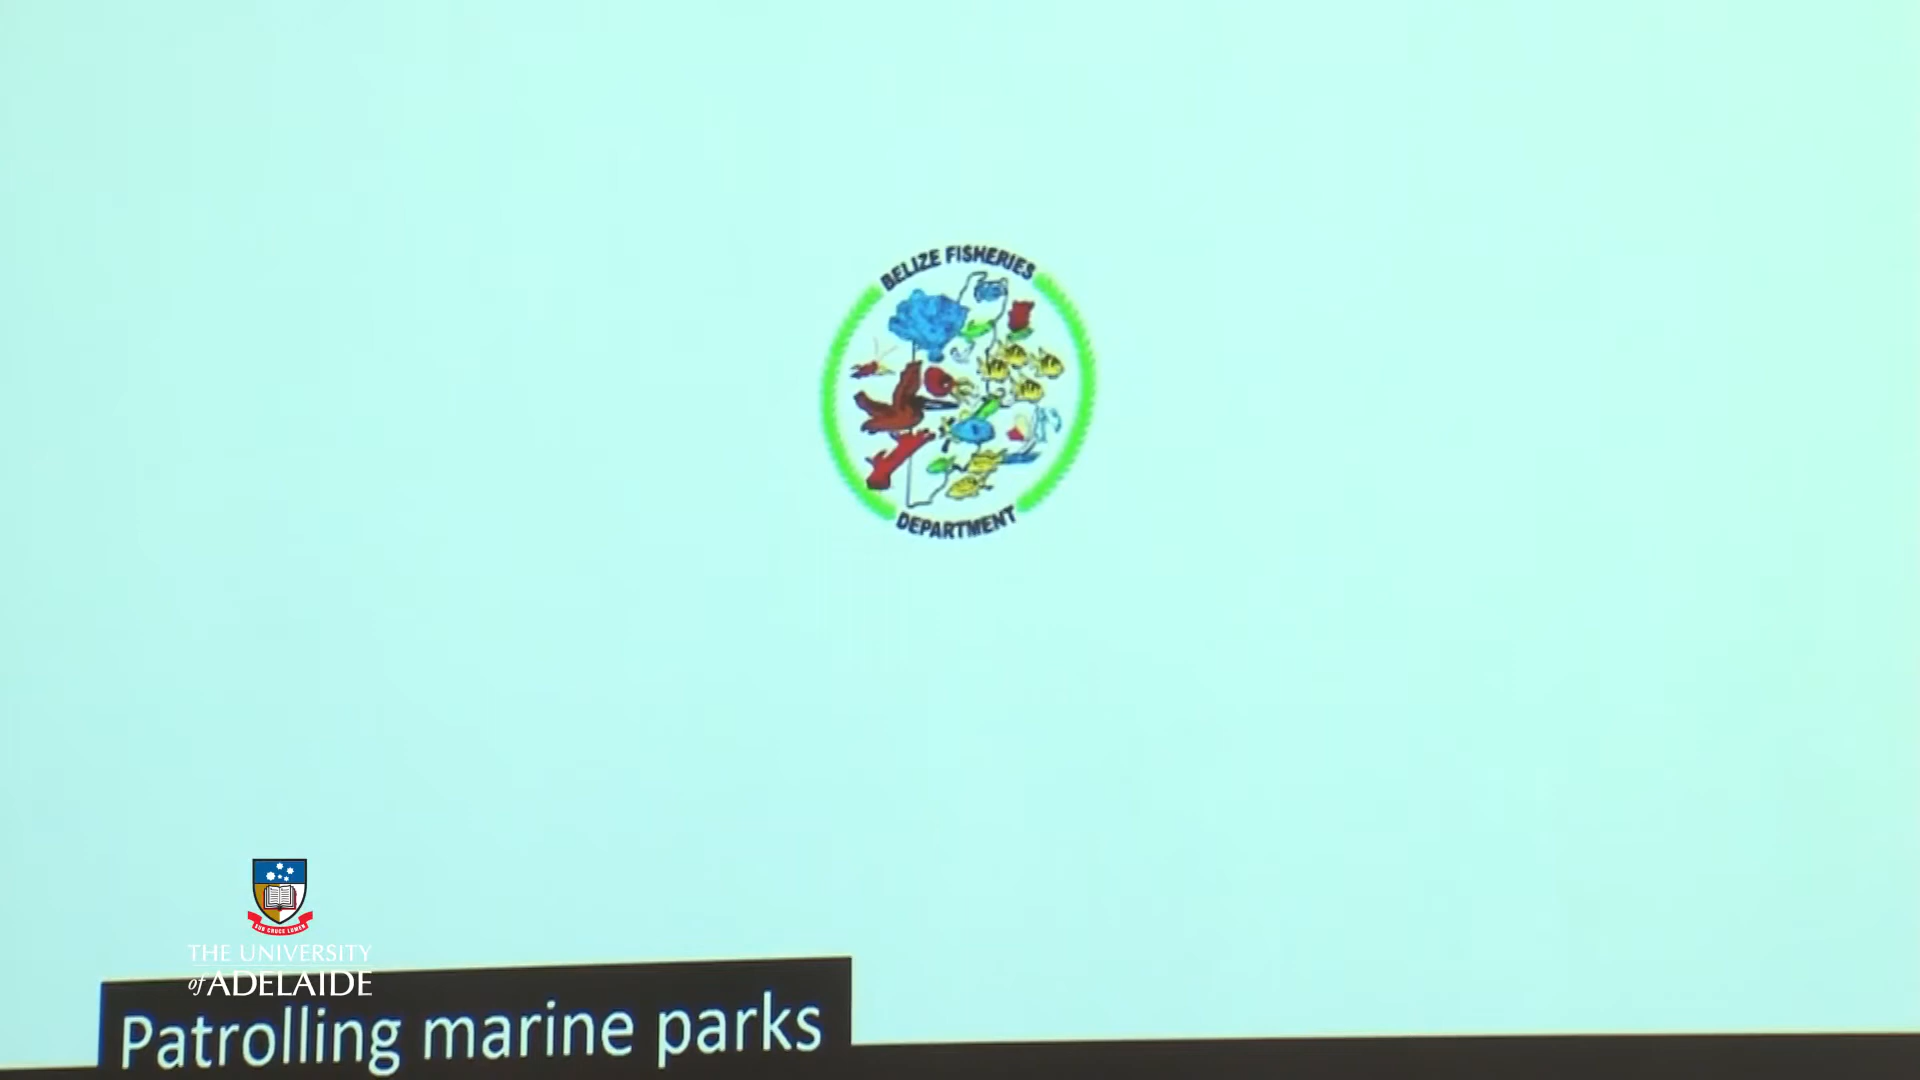 BELIZE FISHERIES
DEPARTMENT
SUB CRUCE LUMEN
THE UNIVERSITY
of ADELAIDE
Patrolling marine parks